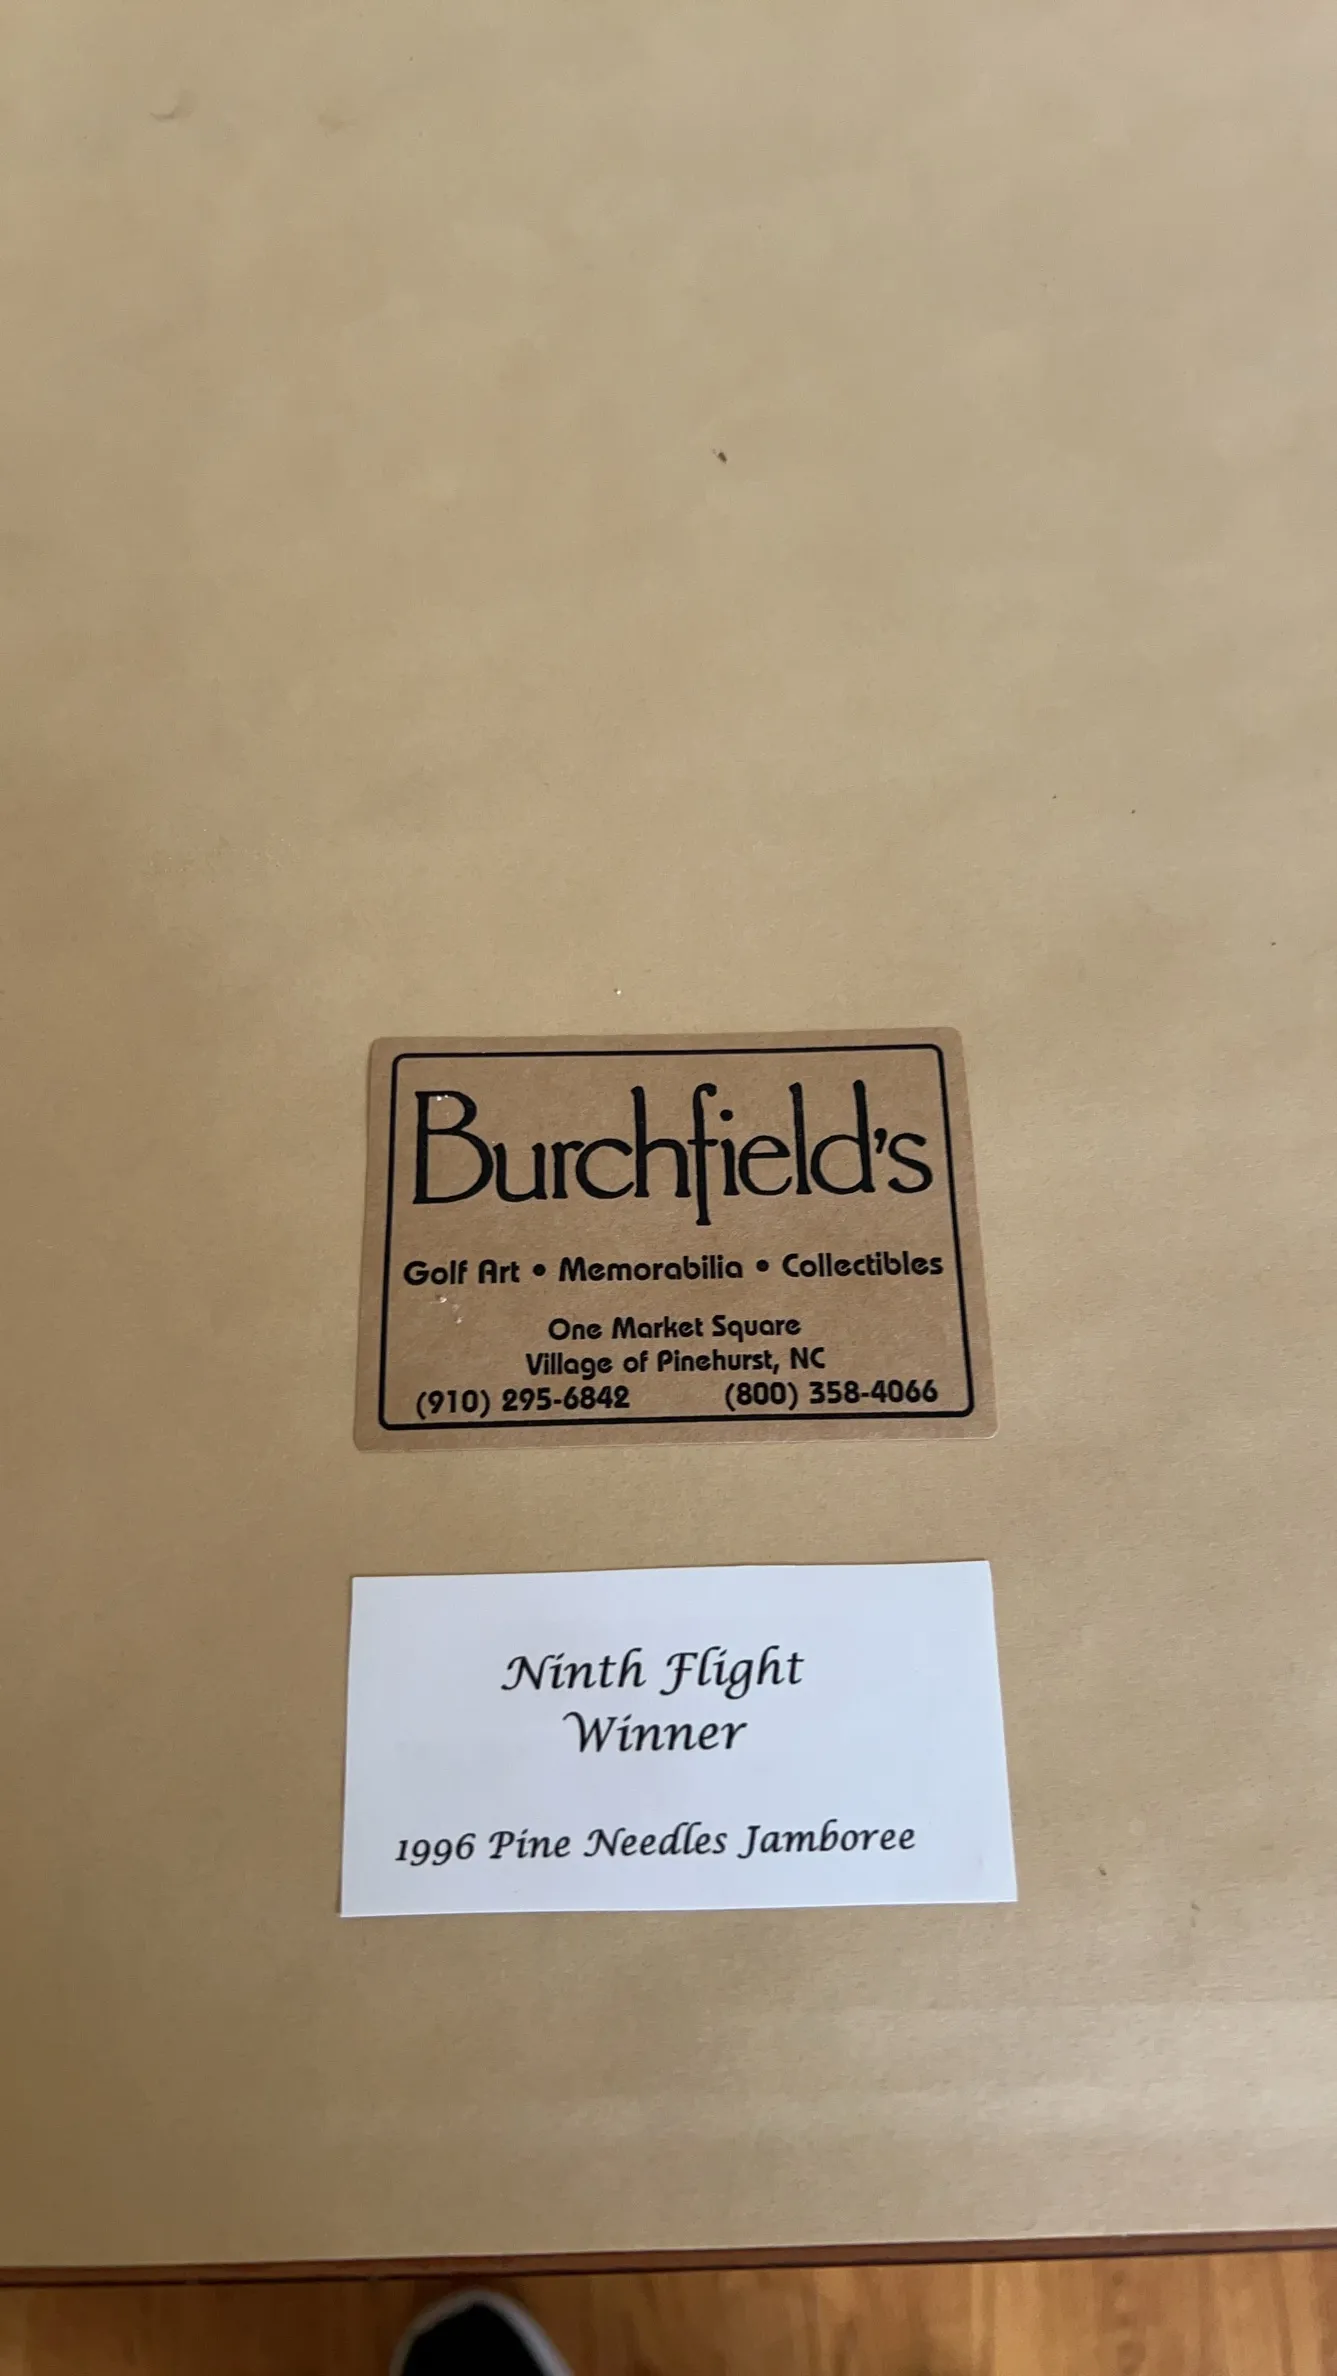 Burchfield's
Golf Art • Memorabilia • Collectibles
One Market Square
Village of Pinehurst, NC
(910) 295-6842 (800) 358-4066
Ninth Flight
Winner
1996 Pine Needles Jamboree